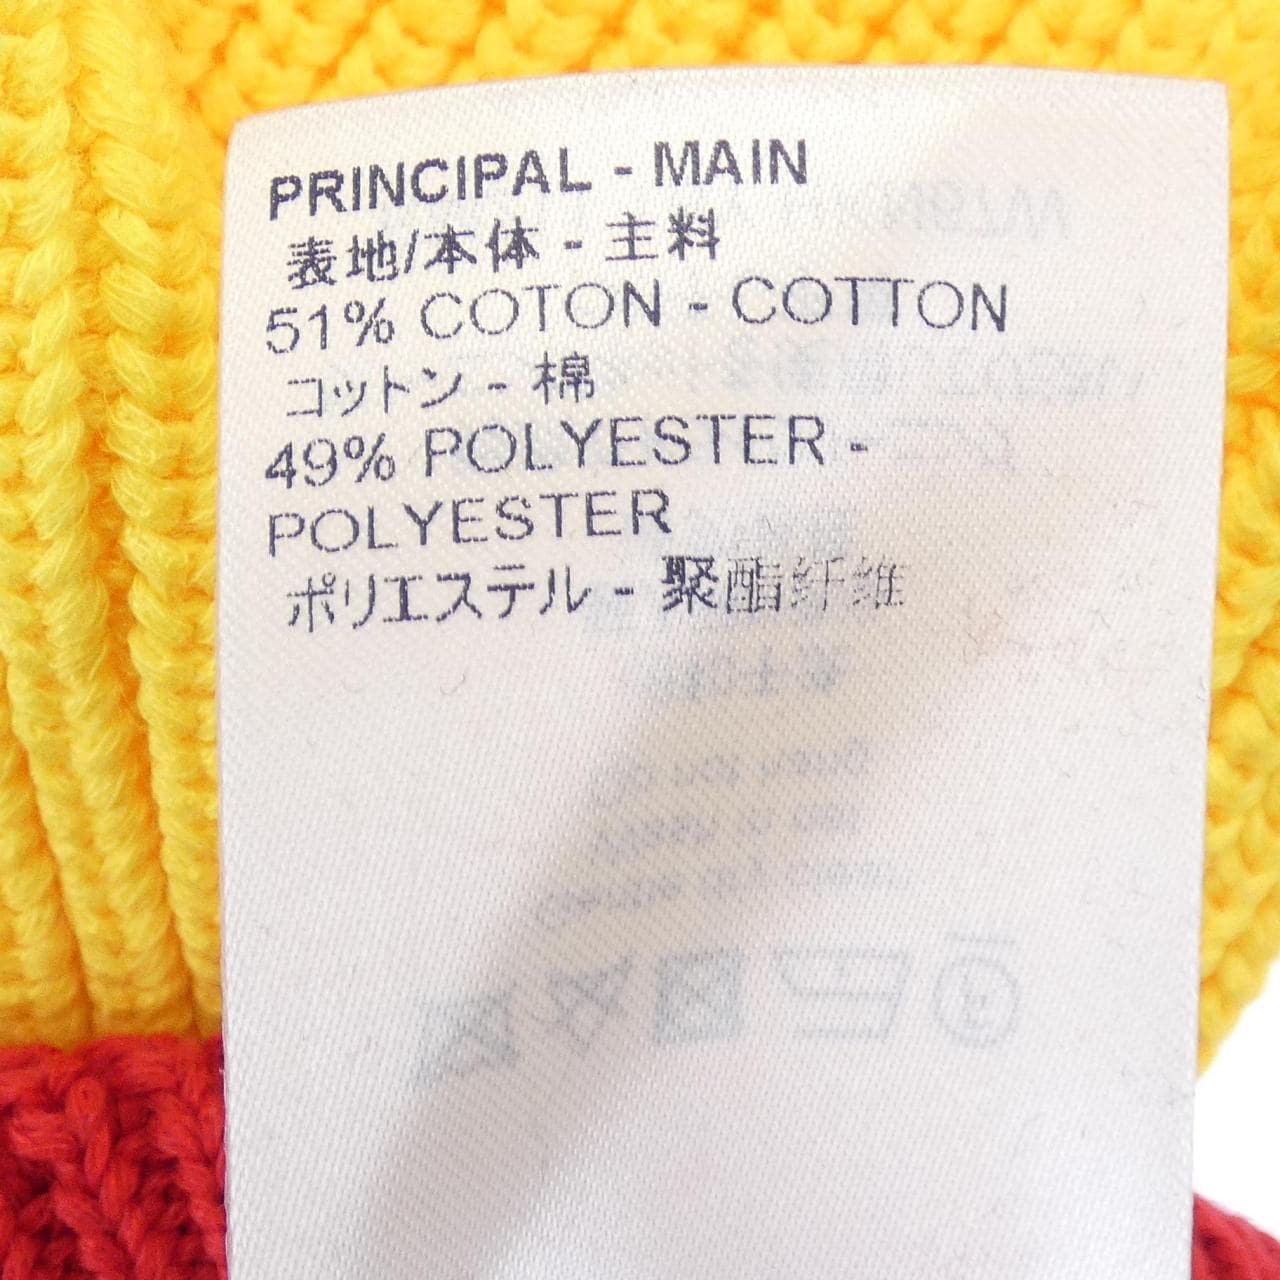 PRINCIPAL - MAIN
表地/本体 - 主料
51% COTON - COTTON
コットン - 棉
49% POLYESTER -
POLYESTER
ポリエステル - 聚酯纤维